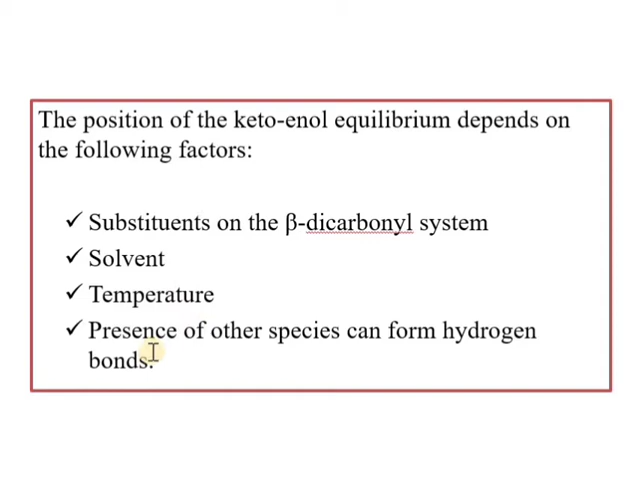 The position of the keto-enol equilibrium depends on
the following factors:
✓ Substituents on the β-dicarbonyl system
✓ Solvent
✓ Temperature
✓ Presence of other species can form hydrogen
bonds.